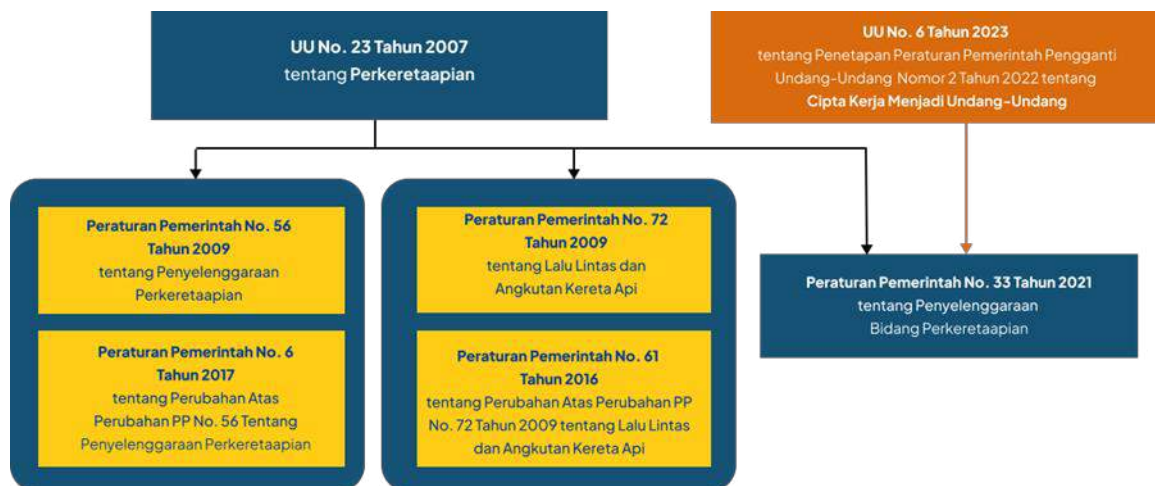 UU No. 23 Tahun 2007
tentang Perkeretaapian
UU No. 6 Tahun 2023
tentang Penetapan Peraturan Pemerintah Pengganti
Undang-Undang Nomor 2 Tahun 2022 tentang
Cipta Kerja Menjadi Undang-Undang
Peraturan Pemerintah No. 56
Tahun 2009
tentang Penyelenggaraan
Perkeretaapian
Peraturan Pemerintah No. 6
Tahun 2017
tentang Perubahan Atas
Perubahan PP No. 56 Tentang
Penyelenggaraan Perkeretaapian
Peraturan Pemerintah No. 72
Tahun 2009
tentang Lalu Lintas dan
Angkutan Kereta Api
Peraturan Pemerintah No. 61
Tahun 2016
tentang Perubahan Atas Perubahan PP
No. 72 Tahun 2009 tentang Lalu Lintas
dan Angkutan Kereta Api
Peraturan Pemerintah No. 33 Tahun 2021
tentang Penyelenggaraan
Bidang Perkeretaapian